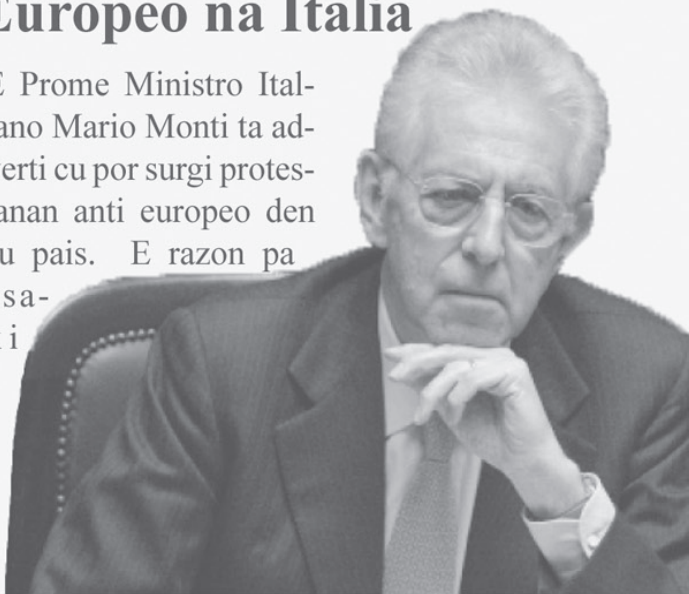 Europeo na Italia
E Prome Ministro Ital-
ano Mario Monti ta ad-
verti cu por surgi protes-
anan anti europeo den
u pais. E razon pa
sa-
i